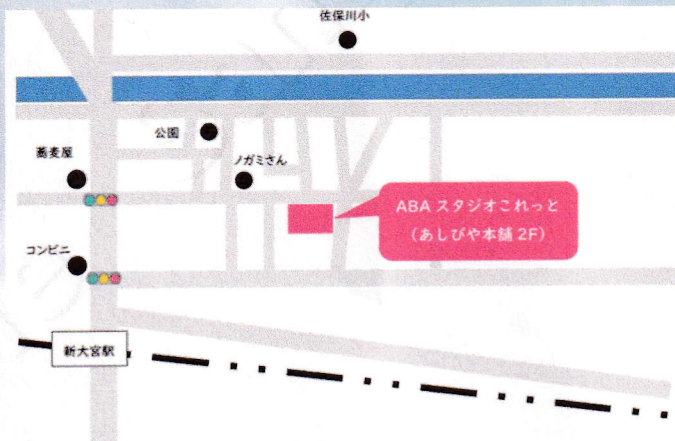 佐保川小
公園
蕎麦屋
ノガミさん
ABA スタジオこれっと
（あしびや本舗 2F）
コンビニ
新大宮駅